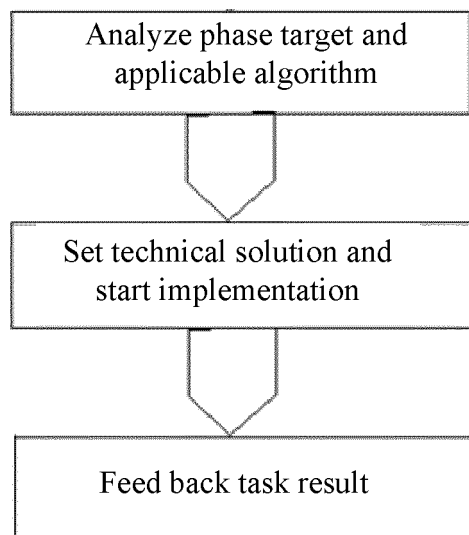 Analyze phase target and
applicable algorithm
Set technical solution and
start implementation
Feed back task result